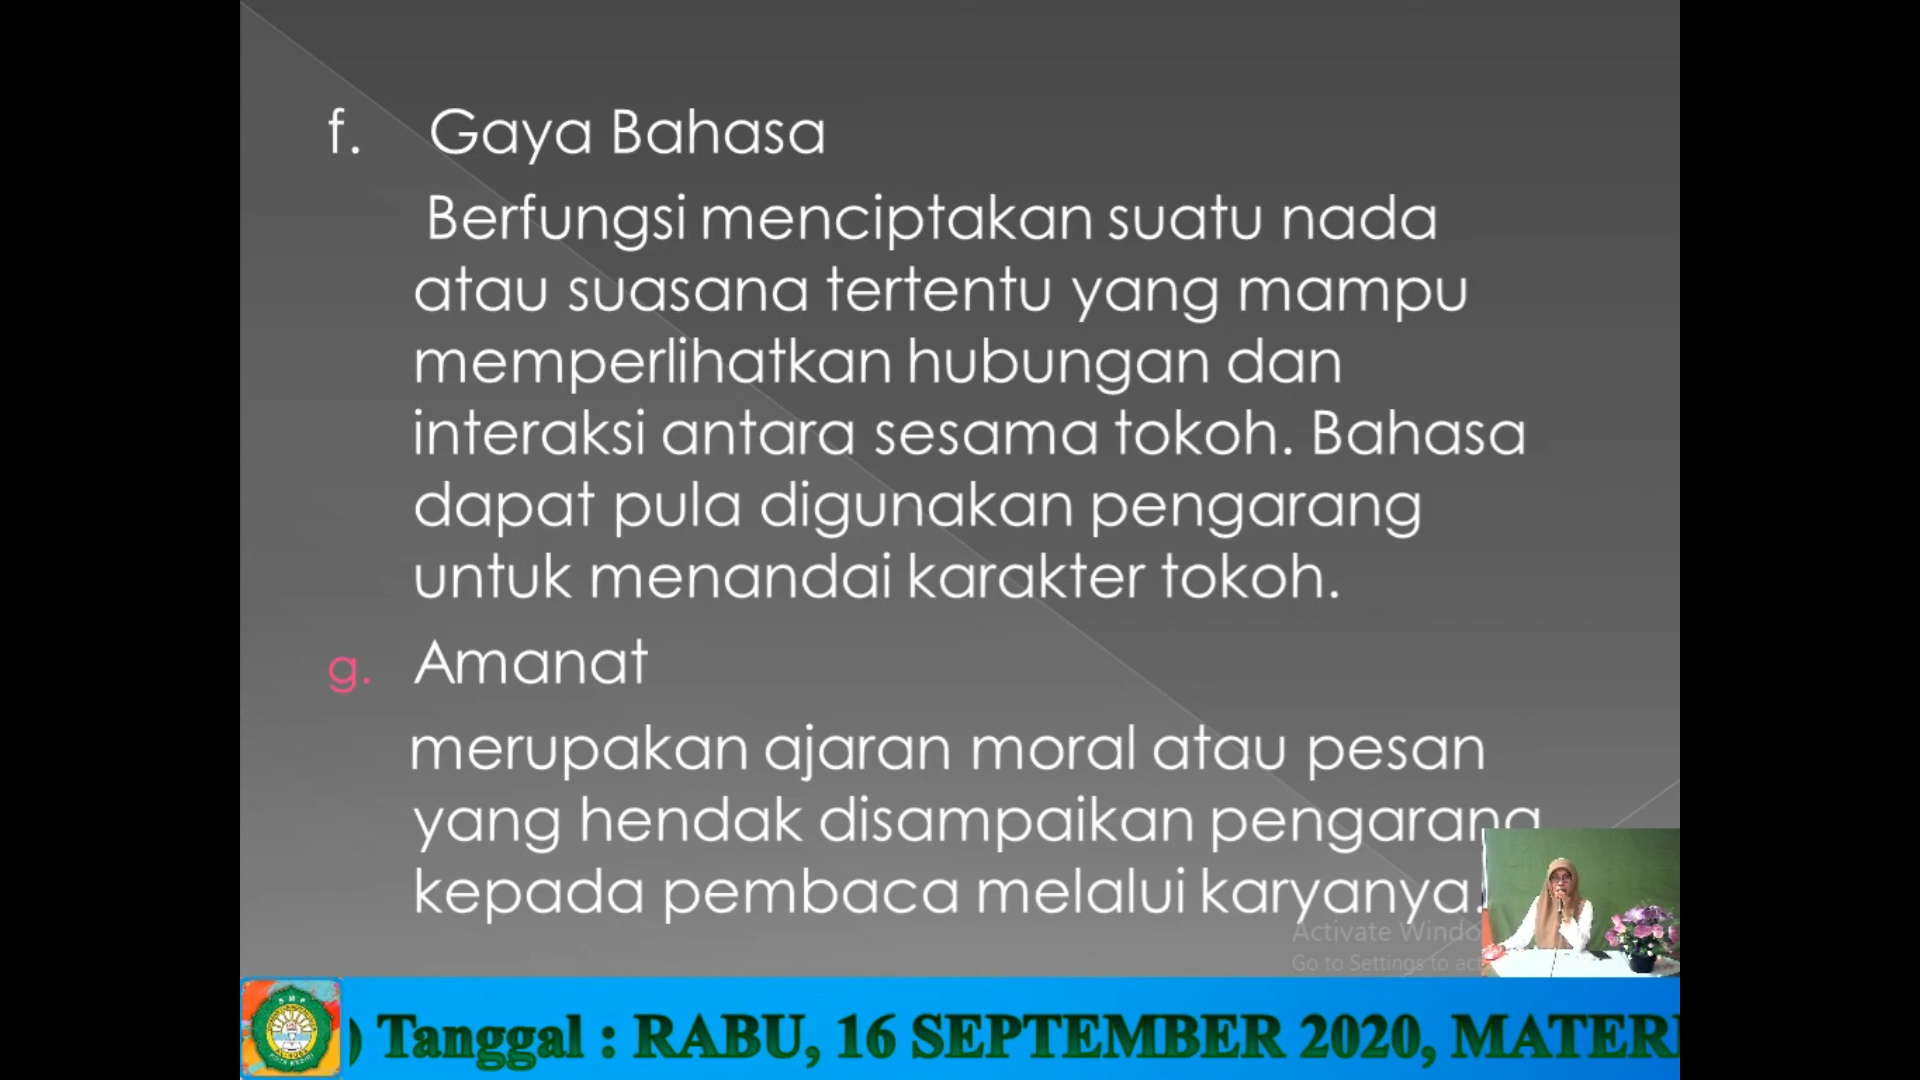 f. Gaya Bahasa
Berfungsi menciptakan suatu nada
atau suasana tertentu yang mampu
memperlihatkan hubungan dan
interaksi antara sesama tokoh. Bahasa
dapat pula digunakan pengarang
untuk menandai karakter tokoh.
g. Amanat
merupakan ajaran moral atau pesan
yang hendak disampaikan pengarang
kepada pembaca melalui karyanya.
Activate Windo
Go to Settings to ac
SMP
) Tanggal : RABU, 16 SEPTEMBER 2020, MATERI